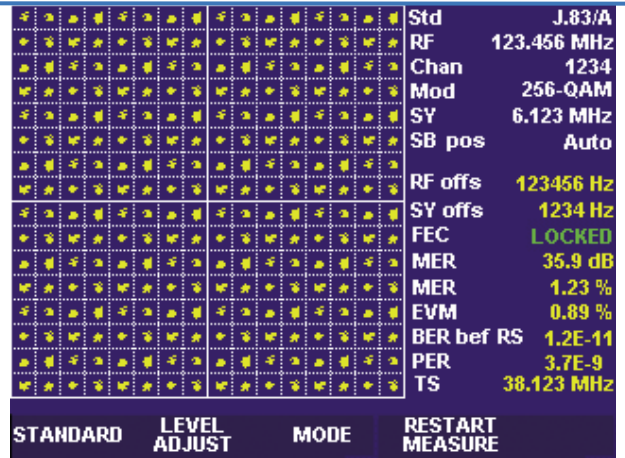 Std J.83/A
RF 123.456 MHz
Chan 1234
Mod 256-QAM
SY 6.123 MHz
SB pos Auto
RF offs 123456 Hz
SY offs 1234 Hz
FEC LOCKED
MER 35.9 dB
MER 1.23 %
EVM 0.89 %
BER bef RS 1.2E-11
PER 3.7E-9
TS 38.123 MHz
STANDARD
LEVEL
ADJUST
MODE
RESTART
MEASURE